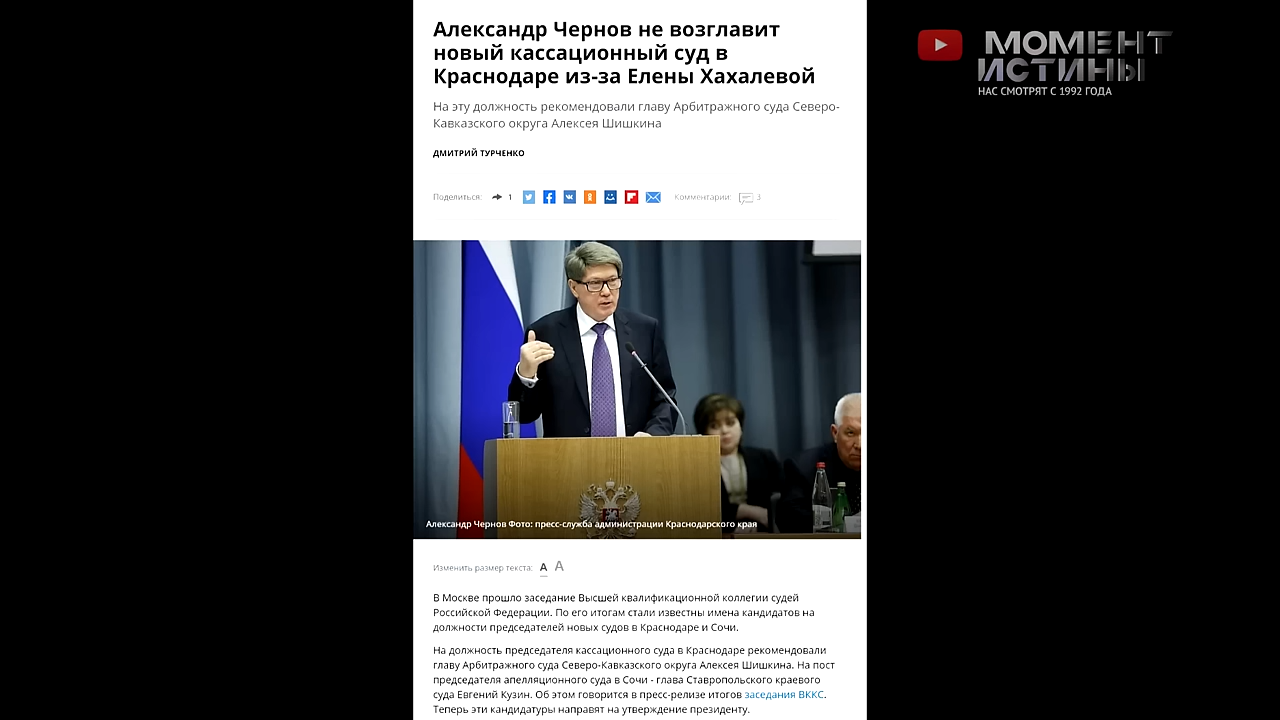 Александр Чернов не возглавит
новый кассационный суд в
Краснодаре из-за Елены Хахалевой
На эту должность рекомендовали главу Арбитражного суда Северо-
Кавказского округа Алексея Шишкина
ДМИТРИЙ ТУРЧЕНКО
Поделиться: 1 Комментарии: 3
Александр Чернов Фото: пресс-служба администрации Краснодарского края
Изменить размер текста: А А
В Москве прошло заседание Высшей квалификационной коллегии судей
Российской Федерации. По его итогам стали известны имена кандидатов на
должности председателей новых судов в Краснодаре и Сочи.
На должность председателя кассационного суда в Краснодаре рекомендовали
главу Арбитражного суда Северо-Кавказского округа Алексея Шишкина. На пост
председателя апелляционного суда в Сочи - глава Ставропольского краевого
суда Евгений Кузин. Об этом говорится в пресс-релизе итогов заседания ВККС.
Теперь эти кандидатуры направят на утверждение президенту.
МОМЕНТ
ИСТИНЫ
НАС СМОТРЯТ С 1992 ГОДА